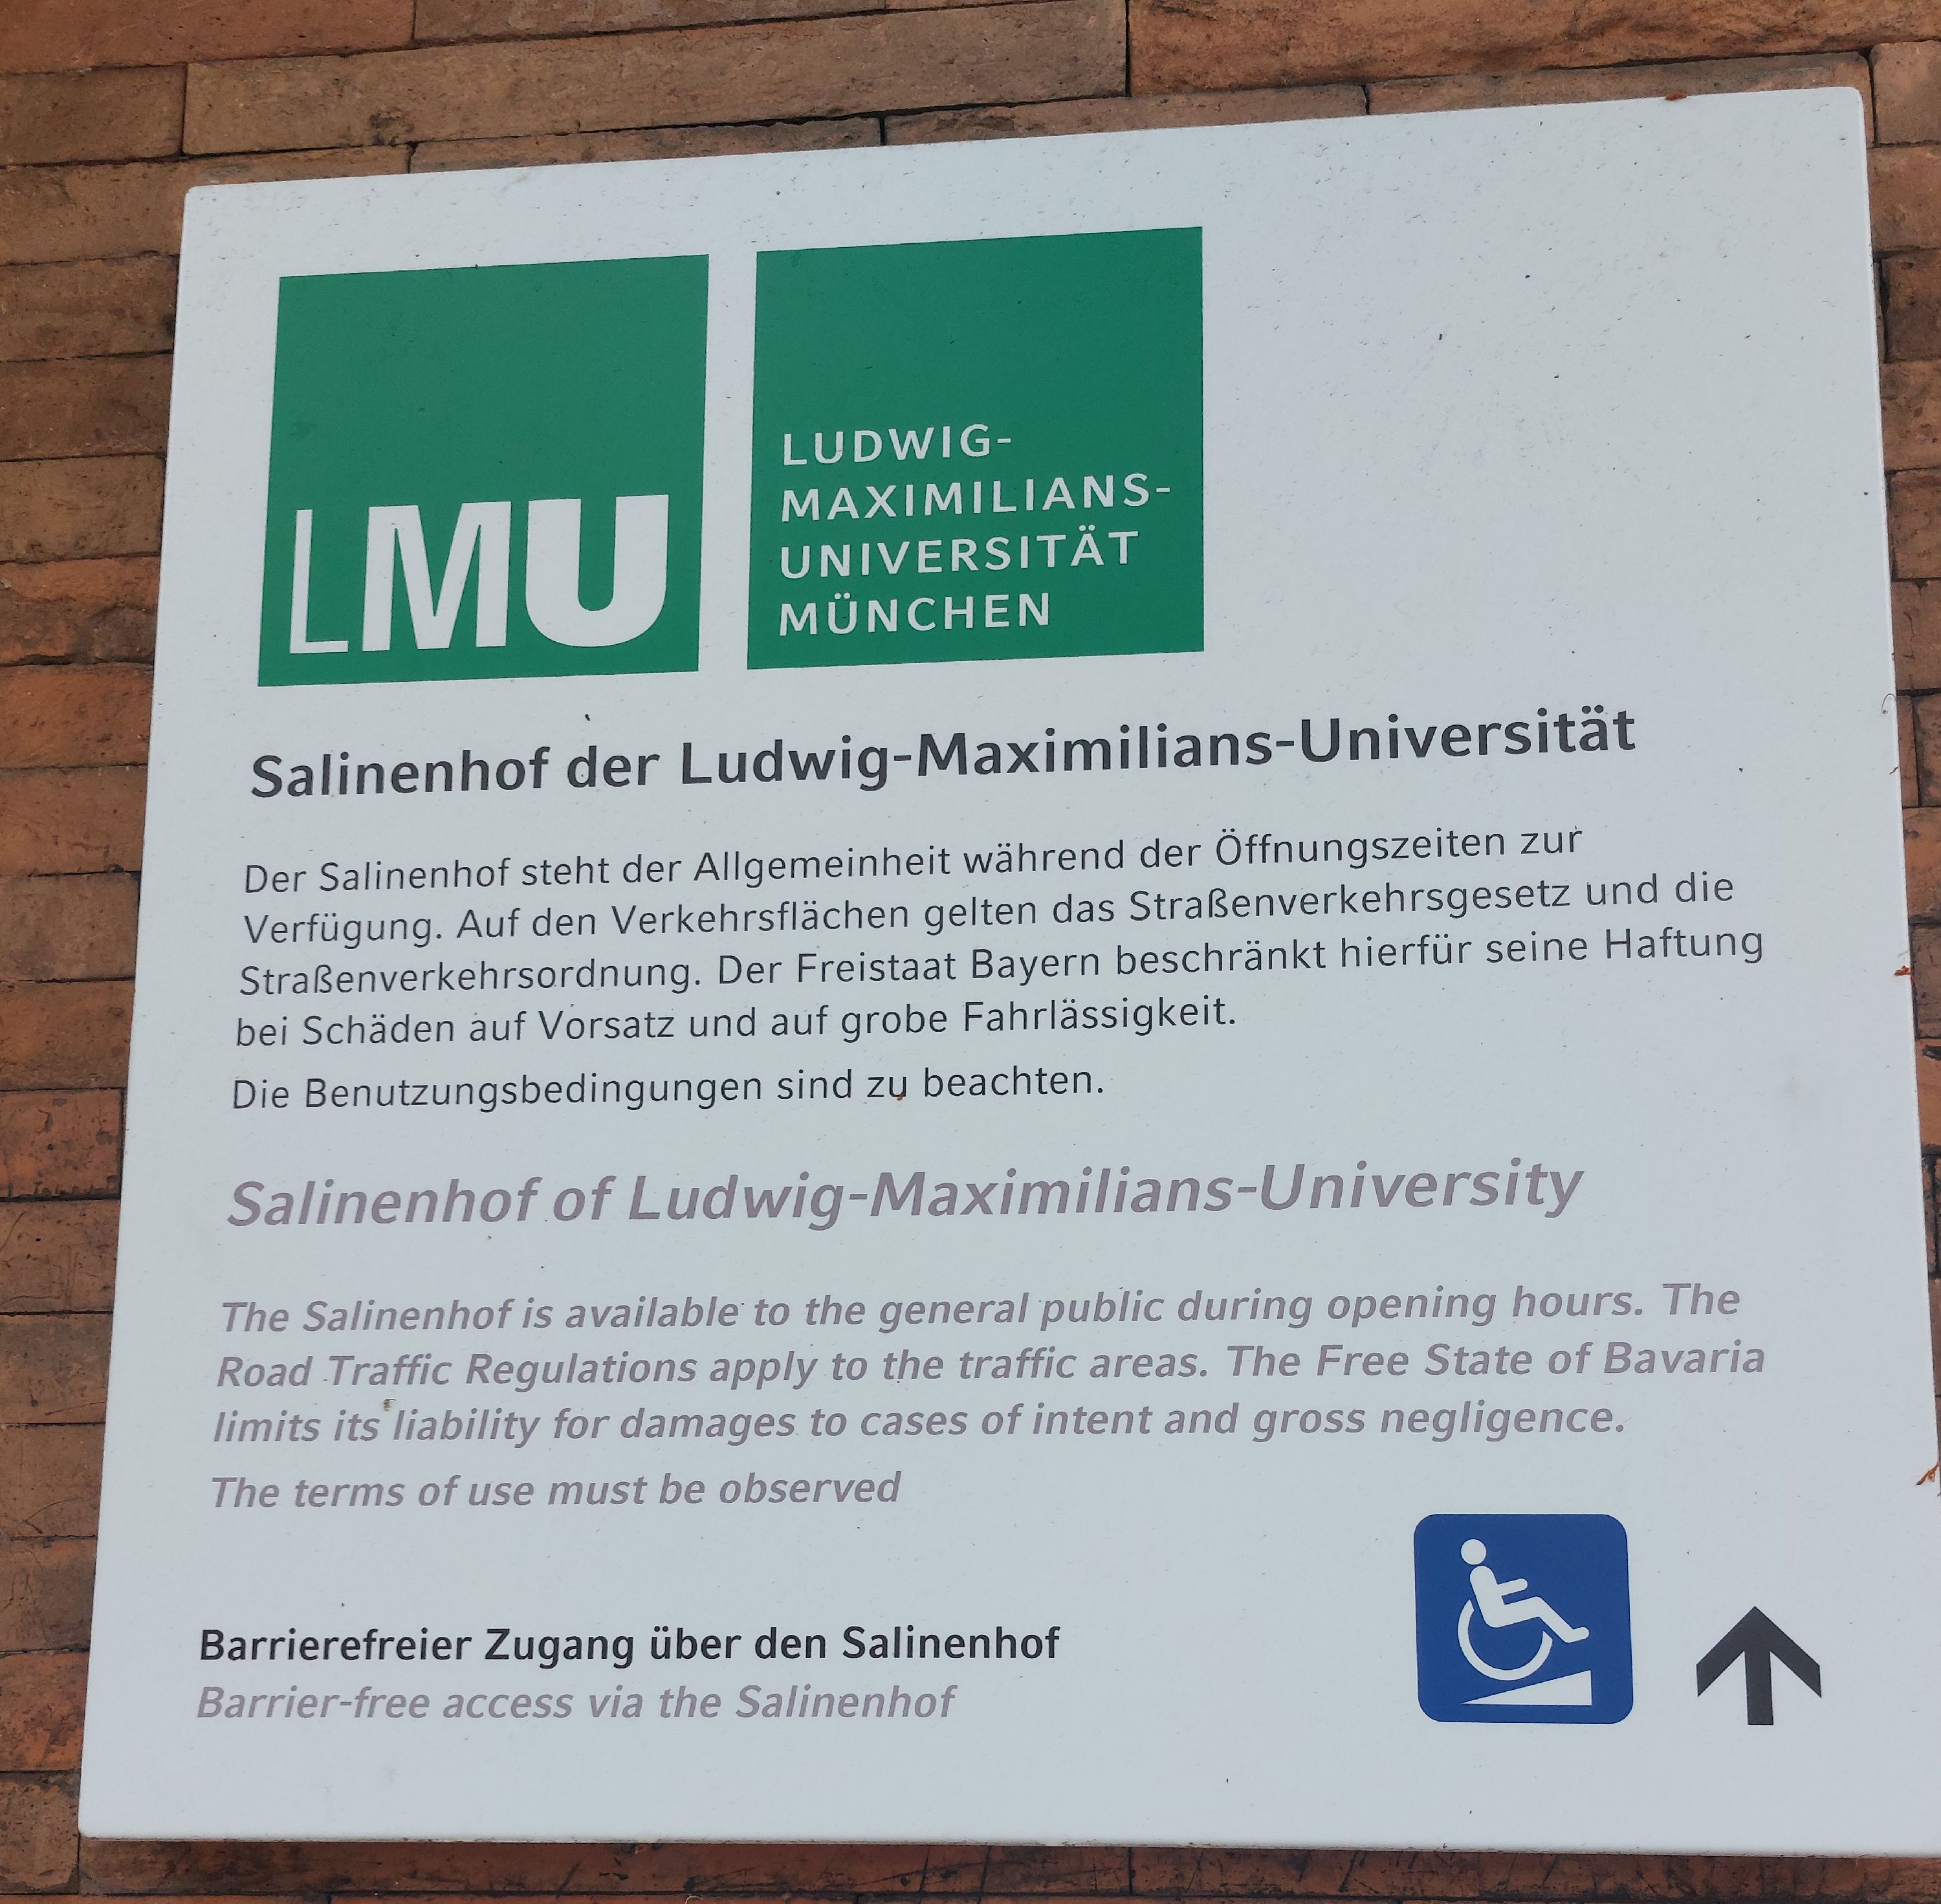 LMU
LUDWIG-
MAXIMILIANS-
UNIVERSITÄT
MÜNCHEN
Salinenhof der Ludwig-Maximilians-Universität
Der Salinenhof steht der Allgemeinheit während der Öffnungszeiten zur
Verfügung. Auf den Verkehrsflächen gelten das Straßenverkehrsgesetz und die
Straßenverkehrsordnung. Der Freistaat Bayern beschränkt hierfür seine Haftung
bei Schäden auf Vorsatz und auf grobe Fahrlässigkeit.
Die Benutzungsbedingungen sind zu beachten.
Salinenhof of Ludwig-Maximilians-University
The Salinenhof is available to the general public during opening hours. The
Road Traffic Regulations apply to the traffic areas. The Free State of Bavaria
limits its liability for damages to cases of intent and gross negligence.
The terms of use must be observed
Barrierefreier Zugang über den Salinenhof
Barrier-free access via the Salinenhof